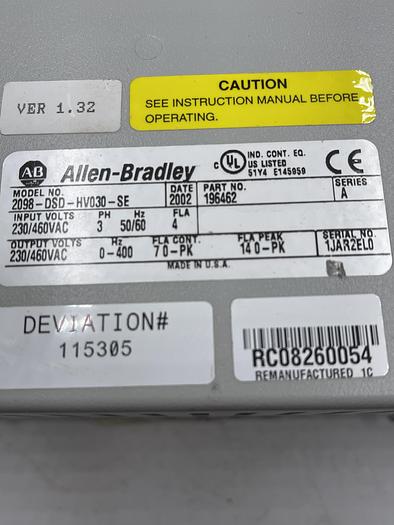 VER 1.32
CAUTION
SEE INSTRUCTION MANUAL BEFORE
OPERATING.
AB Allen-Bradley
c UL US IND. CONT. EQ.
LISTED
51Y4 E145959
CE
MODEL NO. DATE PART NO. SERIES
2098-DSD-HV030-SE 2002 196462 A
INPUT VOLTS PH Hz FLA
230/460VAC 3 50/60 4
OUTPUT VOLTS Hz FLA CONT. FLA PEAK SERIAL NO.
230/460VAC 0-400 7 0-PK 14 0-PK 1JAR2EL0
MADE IN U.S.A.
DEVIATION#
115305
RC08260054
REMANUFACTURED 1C